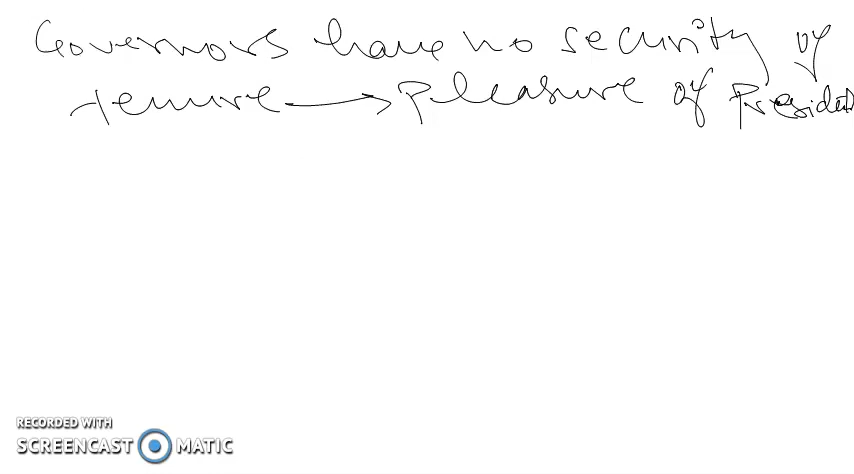 Governors have no security of
tenure → Pleasure of President
RECORDED WITH
SCREENCAST MATIC